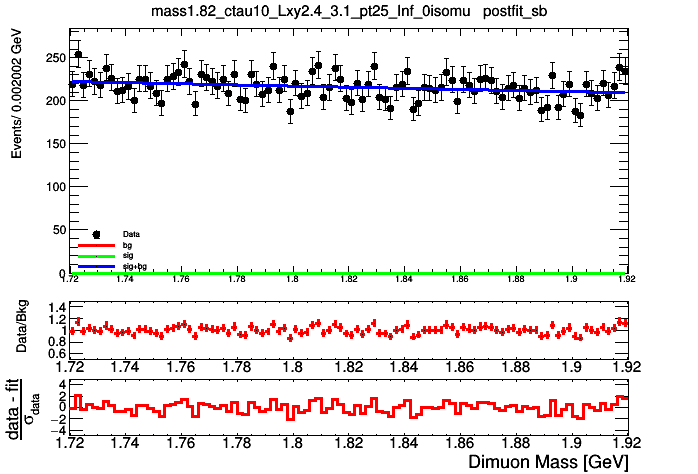 mass1.82_ctau10_Lxy2.4_3.1_pt25_Inf_0isomu postfit_sb
Events/ 0.002002 GeV
250
200
150
100
50
0
Data
bg
sig
sig+bg
1.72 1.74 1.76 1.78 1.8 1.82 1.84 1.86 1.88 1.9 1.92
Data/Bkg
1.4
1.2
1
0.8
0.6
1.72 1.74 1.76 1.78 1.8 1.82 1.84 1.86 1.88 1.9 1.92
data - fit
σdata
4
2
0
−2
−4
1.72 1.74 1.76 1.78 1.8 1.82 1.84 1.86 1.88 1.9 1.92
Dimuon Mass [GeV]